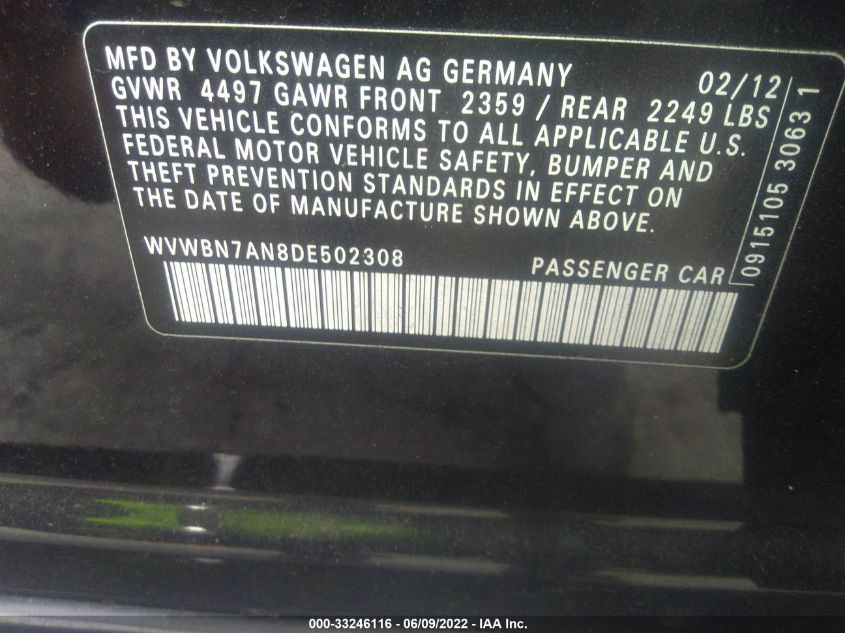 MFD BY VOLKSWAGEN AG GERMANY 02/12
GVWR 4497 GAWR FRONT 2359 / REAR 2249 LBS
THIS VEHICLE CONFORMS TO ALL APPLICABLE U.S.
FEDERAL MOTOR VEHICLE SAFETY, BUMPER AND
THEFT PREVENTION STANDARDS IN EFFECT ON
THE DATE OF MANUFACTURE SHOWN ABOVE.
WVWBN7AN8DE502308 PASSENGER CAR
0915105 3063 1
000-33246116 - 06/09/2022 - IAA Inc.